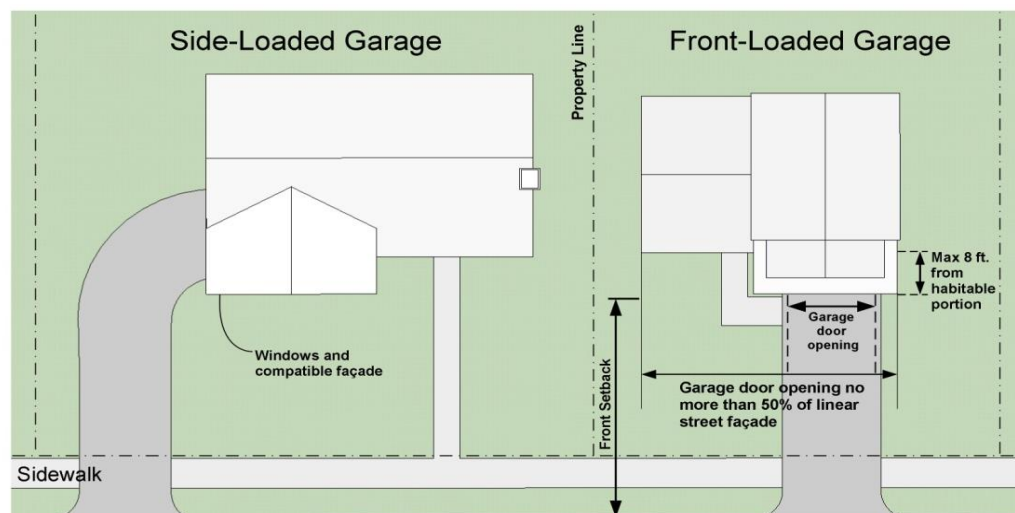 Side-Loaded Garage
Property Line
Front-Loaded Garage
Max 8 ft.
from
habitable
portion
Garage
door
opening
Windows and
compatible façade
Garage door opening no
more than 50% of linear
street façade
Front Setback
Sidewalk